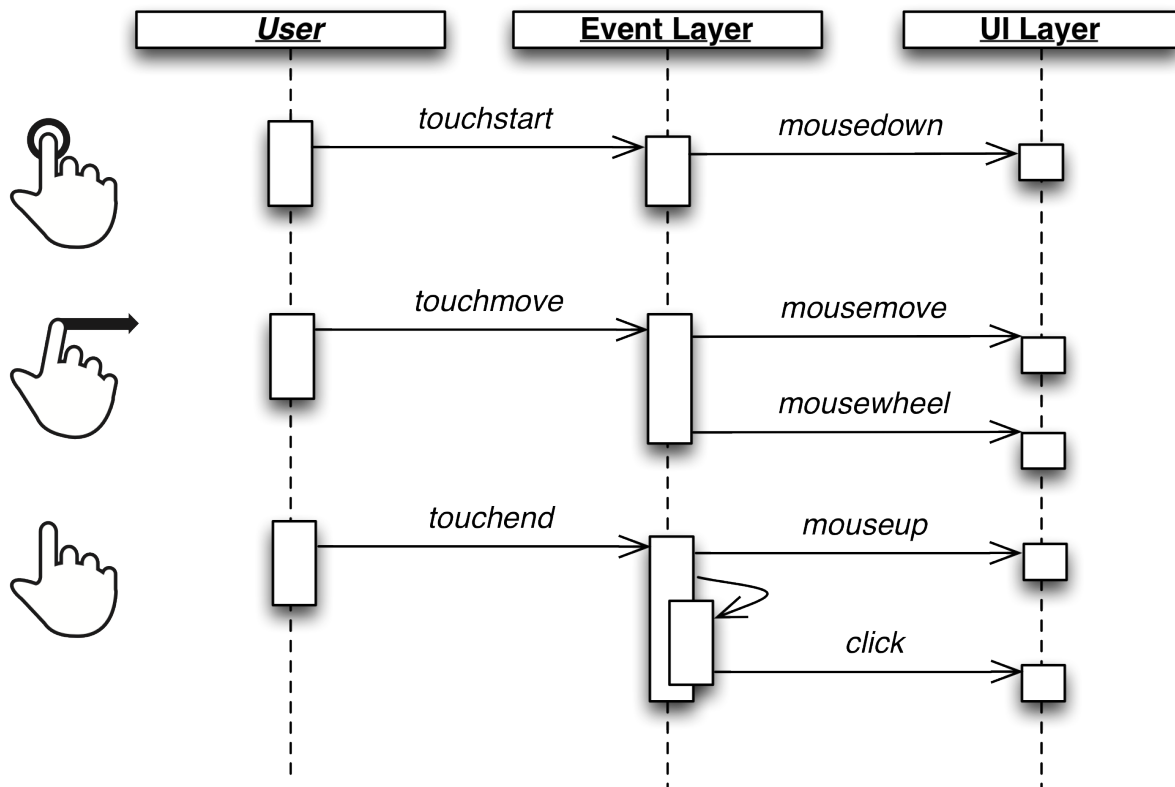 User
Event Layer
UI Layer
touchstart
mousedown
touchmove
mousemove
mousewheel
touchend
mouseup
click